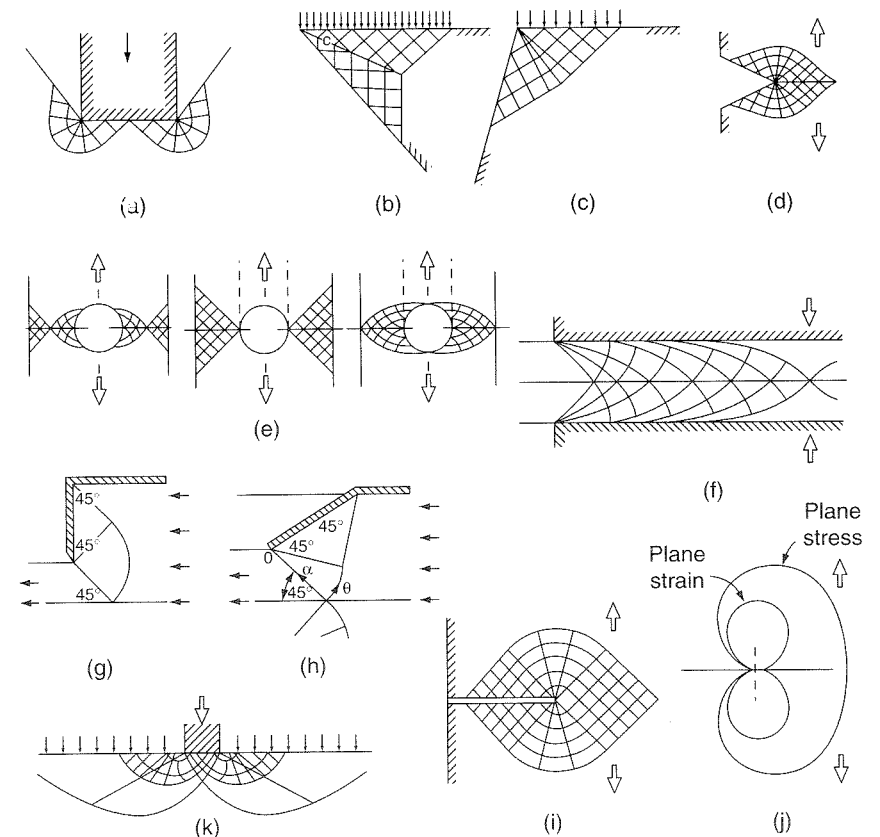 c
(a)
(b)
(c)
(d)
(e)
(f)
45°
45°
45°
(g)
45°
45°
0
α
45°
θ
(h)
Plane
stress
Plane
strain
(i)
(j)
(k)